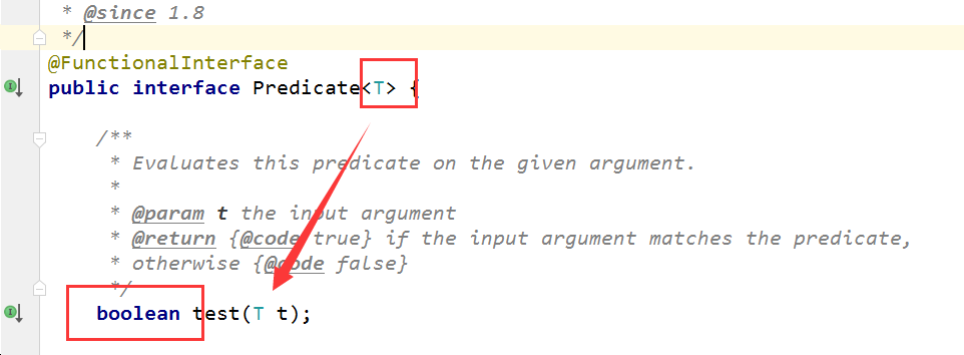 * @since 1.8
*/
@FunctionalInterface
public interface Predicate<T> {
/**
* Evaluates this predicate on the given argument.
*
* @param t the input argument
* @return {@code true} if the input argument matches the predicate,
* otherwise {@code false}
*/
boolean test(T t);